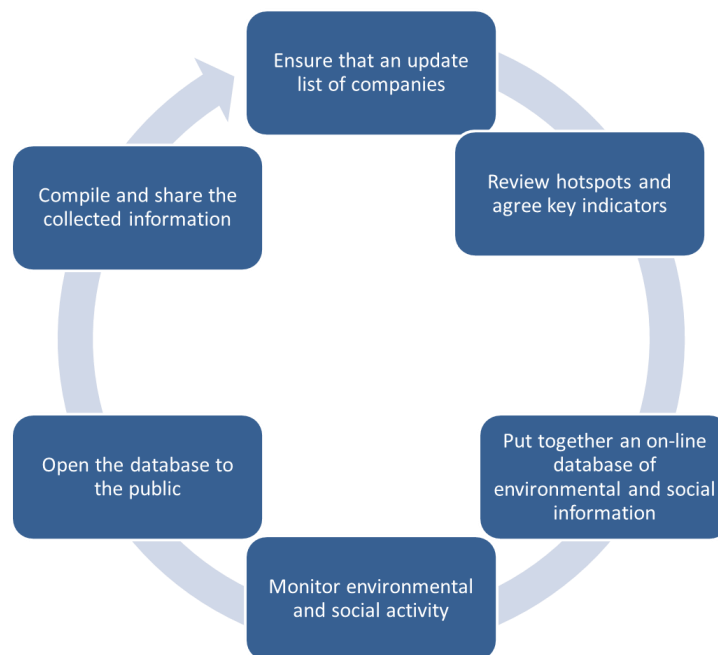 Ensure that an update
list of companies
Review hotspots and
agree key indicators
Put together an on-line
database of
environmental and social
information
Monitor environmental
and social activity
Open the database to
the public
Compile and share the
collected information